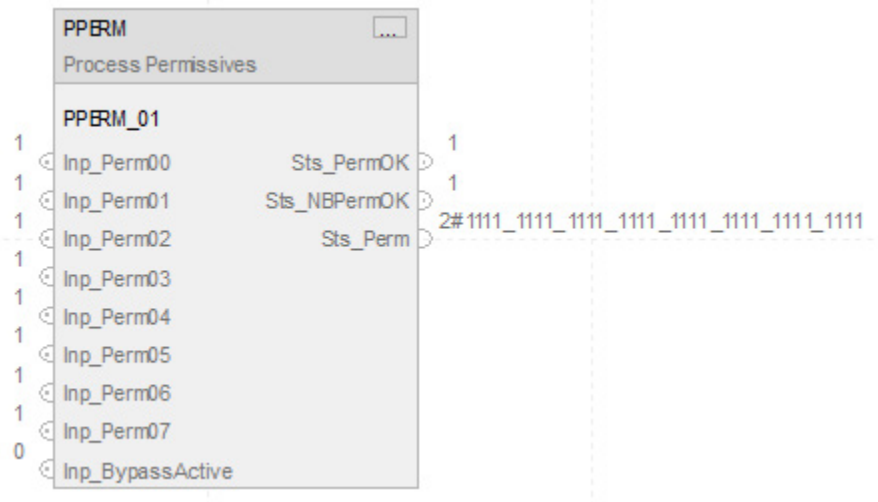 PPERM ...
Process Permissives
PPERM_01
1 1
Inp_Perm00 Sts_PermOK
1 1
Inp_Perm01 Sts_NBPermOK
1 2#1111_1111_1111_1111_1111_1111_1111_1111
Inp_Perm02 Sts_Perm
1
Inp_Perm03
1
Inp_Perm04
1
Inp_Perm05
1
Inp_Perm06
1
Inp_Perm07
0
Inp_BypassActive